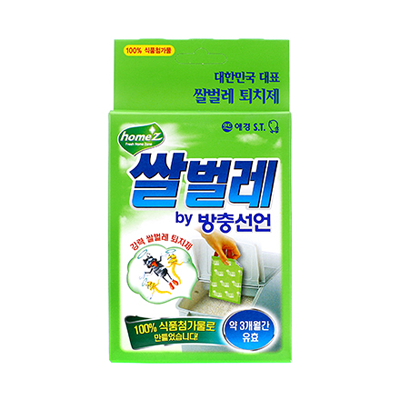 100% 식품첨가물
대한민국 대표
쌀벌레 퇴치제
애경 S.T.
homeZ
Fresh Home Zone
쌀벌레
by 방충선언
강력 쌀벌레 퇴치제
100% 식품첨가물로
만들었습니다!
약 3개월간
유효